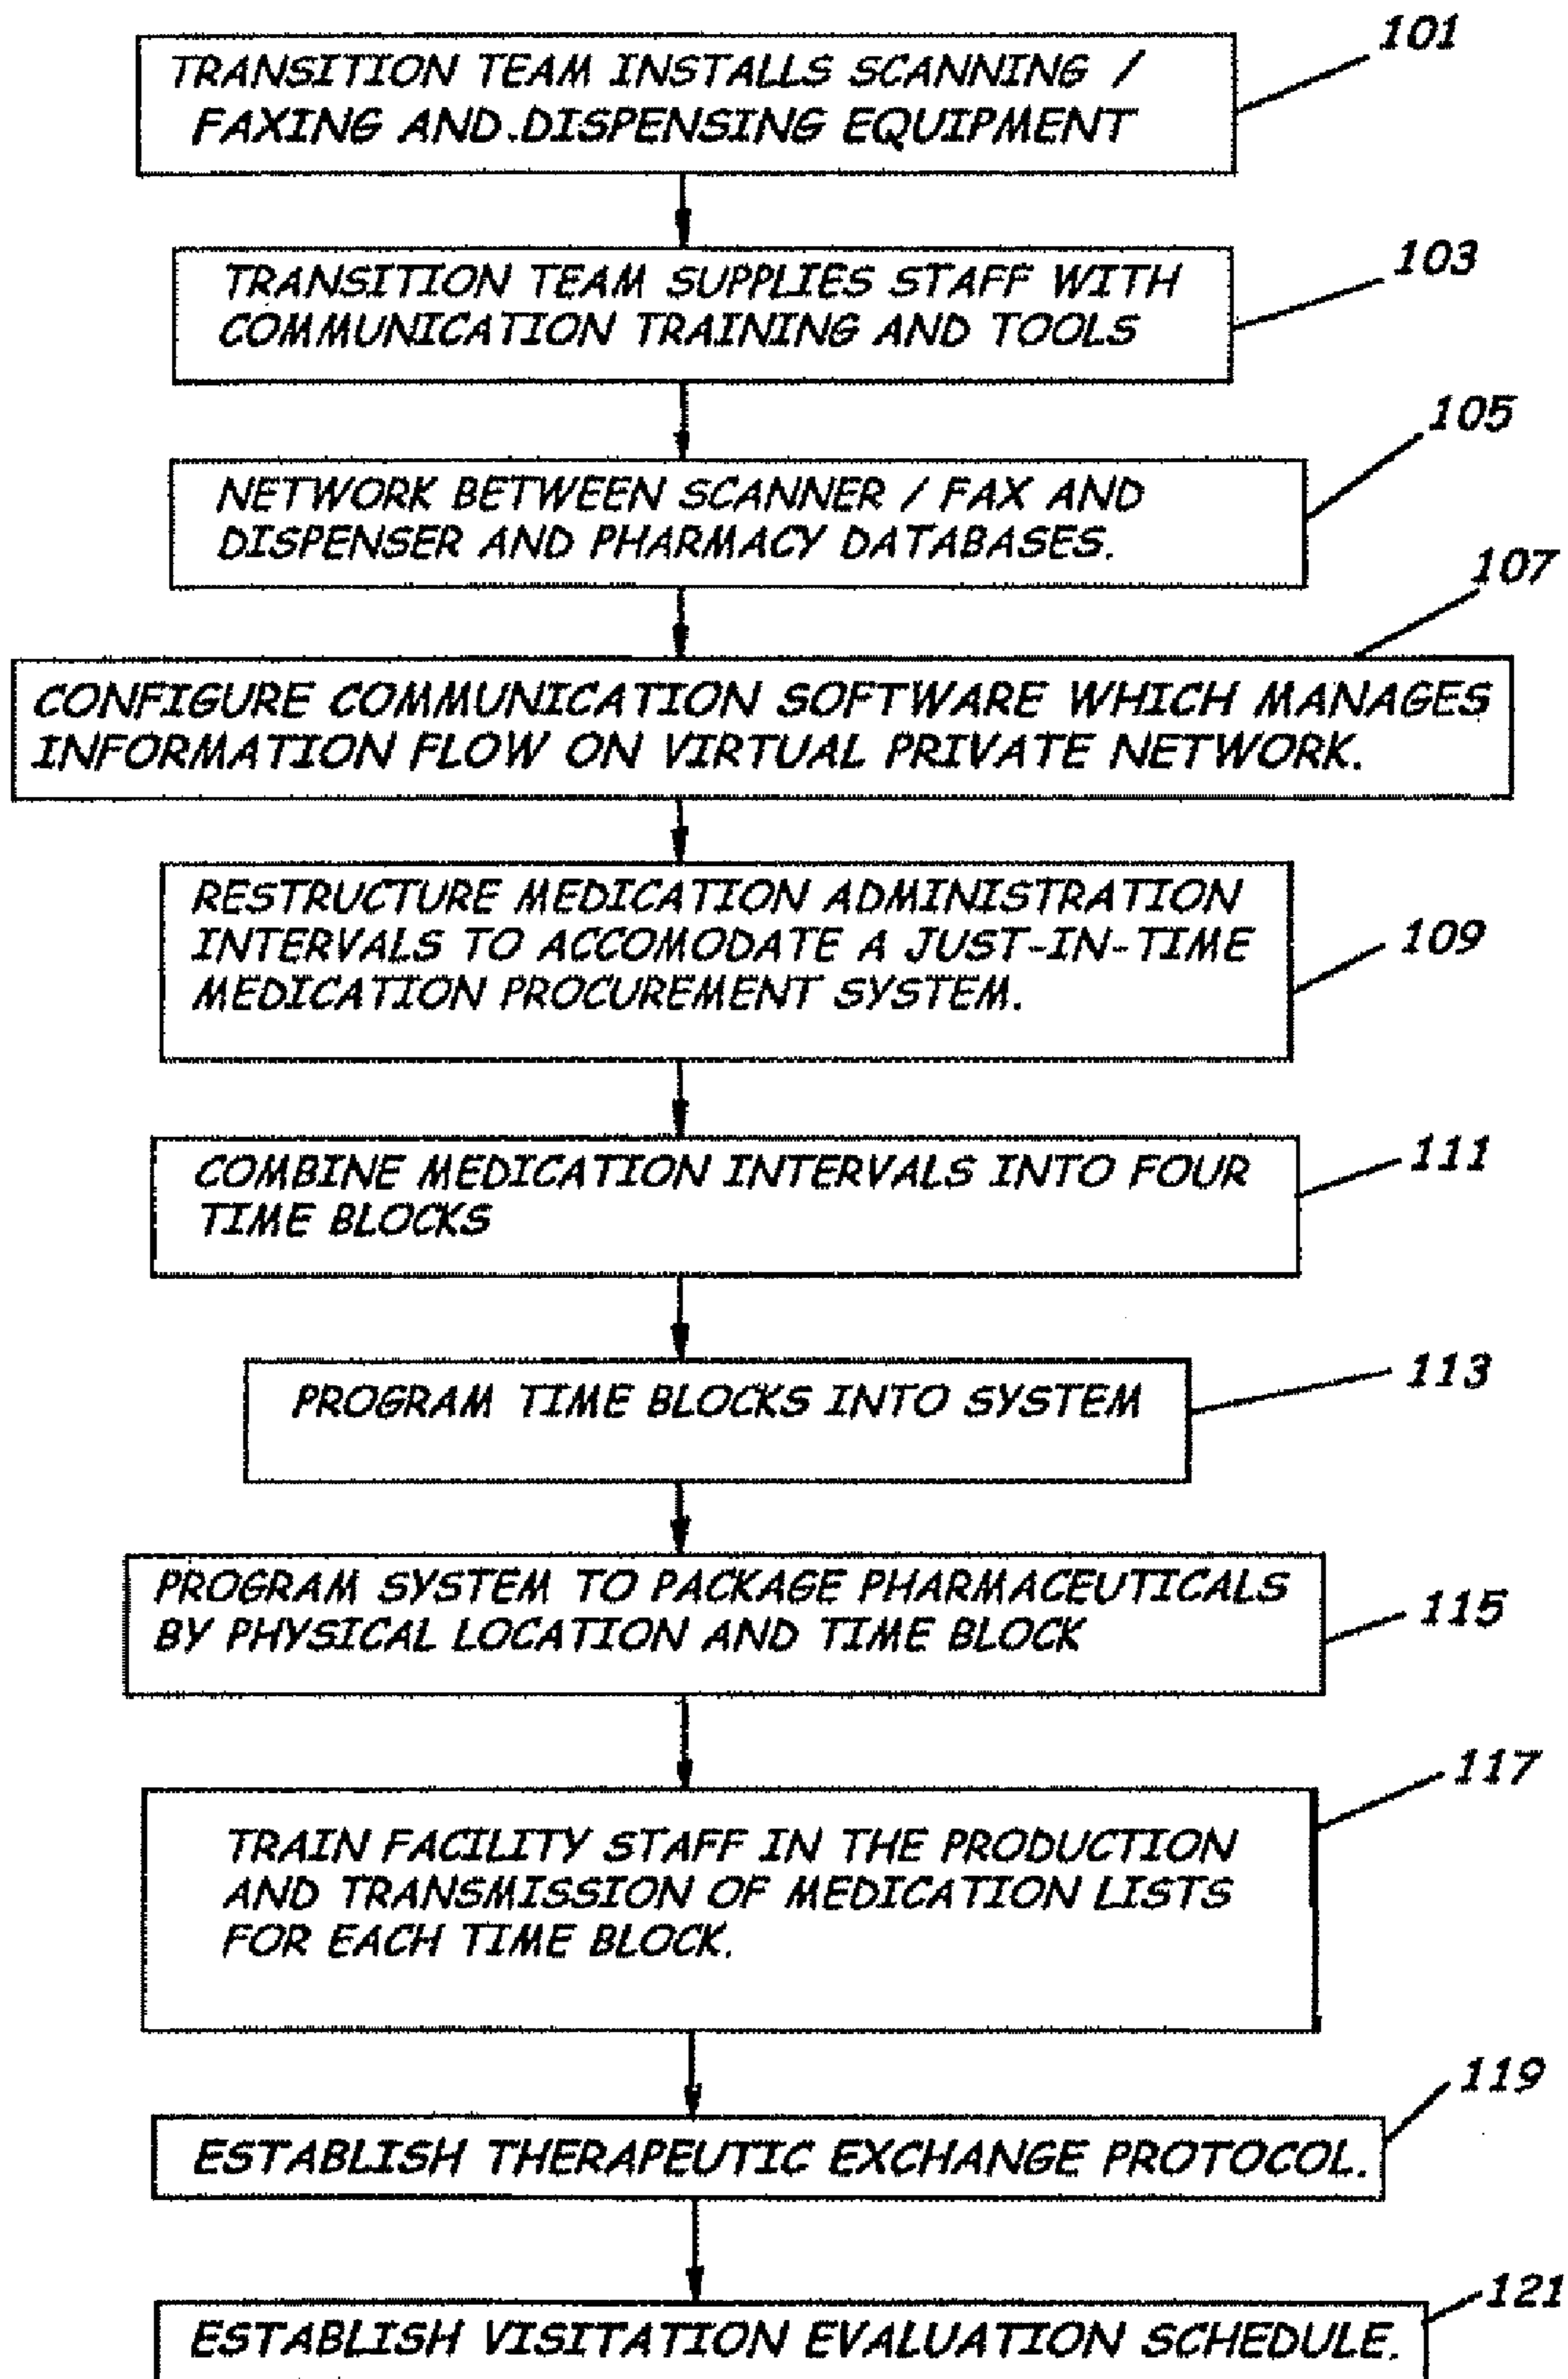 101
TRANSITION TEAM INSTALLS SCANNING /
FAXING AND DISPENSING EQUIPMENT
103
TRANSITION TEAM SUPPLIES STAFF WITH
COMMUNICATION TRAINING AND TOOLS
105
NETWORK BETWEEN SCANNER / FAX AND
DISPENSER AND PHARMACY DATABASES.
107
CONFIGURE COMMUNICATION SOFTWARE WHICH MANAGES
INFORMATION FLOW ON VIRTUAL PRIVATE NETWORK.
RESTRUCTURE MEDICATION ADMINISTRATION
INTERVALS TO ACCOMODATE A JUST-IN-TIME
MEDICATION PROCUREMENT SYSTEM.
109
COMBINE MEDICATION INTERVALS INTO FOUR
TIME BLOCKS
111
PROGRAM TIME BLOCKS INTO SYSTEM
113
PROGRAM SYSTEM TO PACKAGE PHARMACEUTICALS
BY PHYSICAL LOCATION AND TIME BLOCK
115
117
TRAIN FACILITY STAFF IN THE PRODUCTION
AND TRANSMISSION OF MEDICATION LISTS
FOR EACH TIME BLOCK.
119
ESTABLISH THERAPEUTIC EXCHANGE PROTOCOL.
121
ESTABLISH VISITATION EVALUATION SCHEDULE.